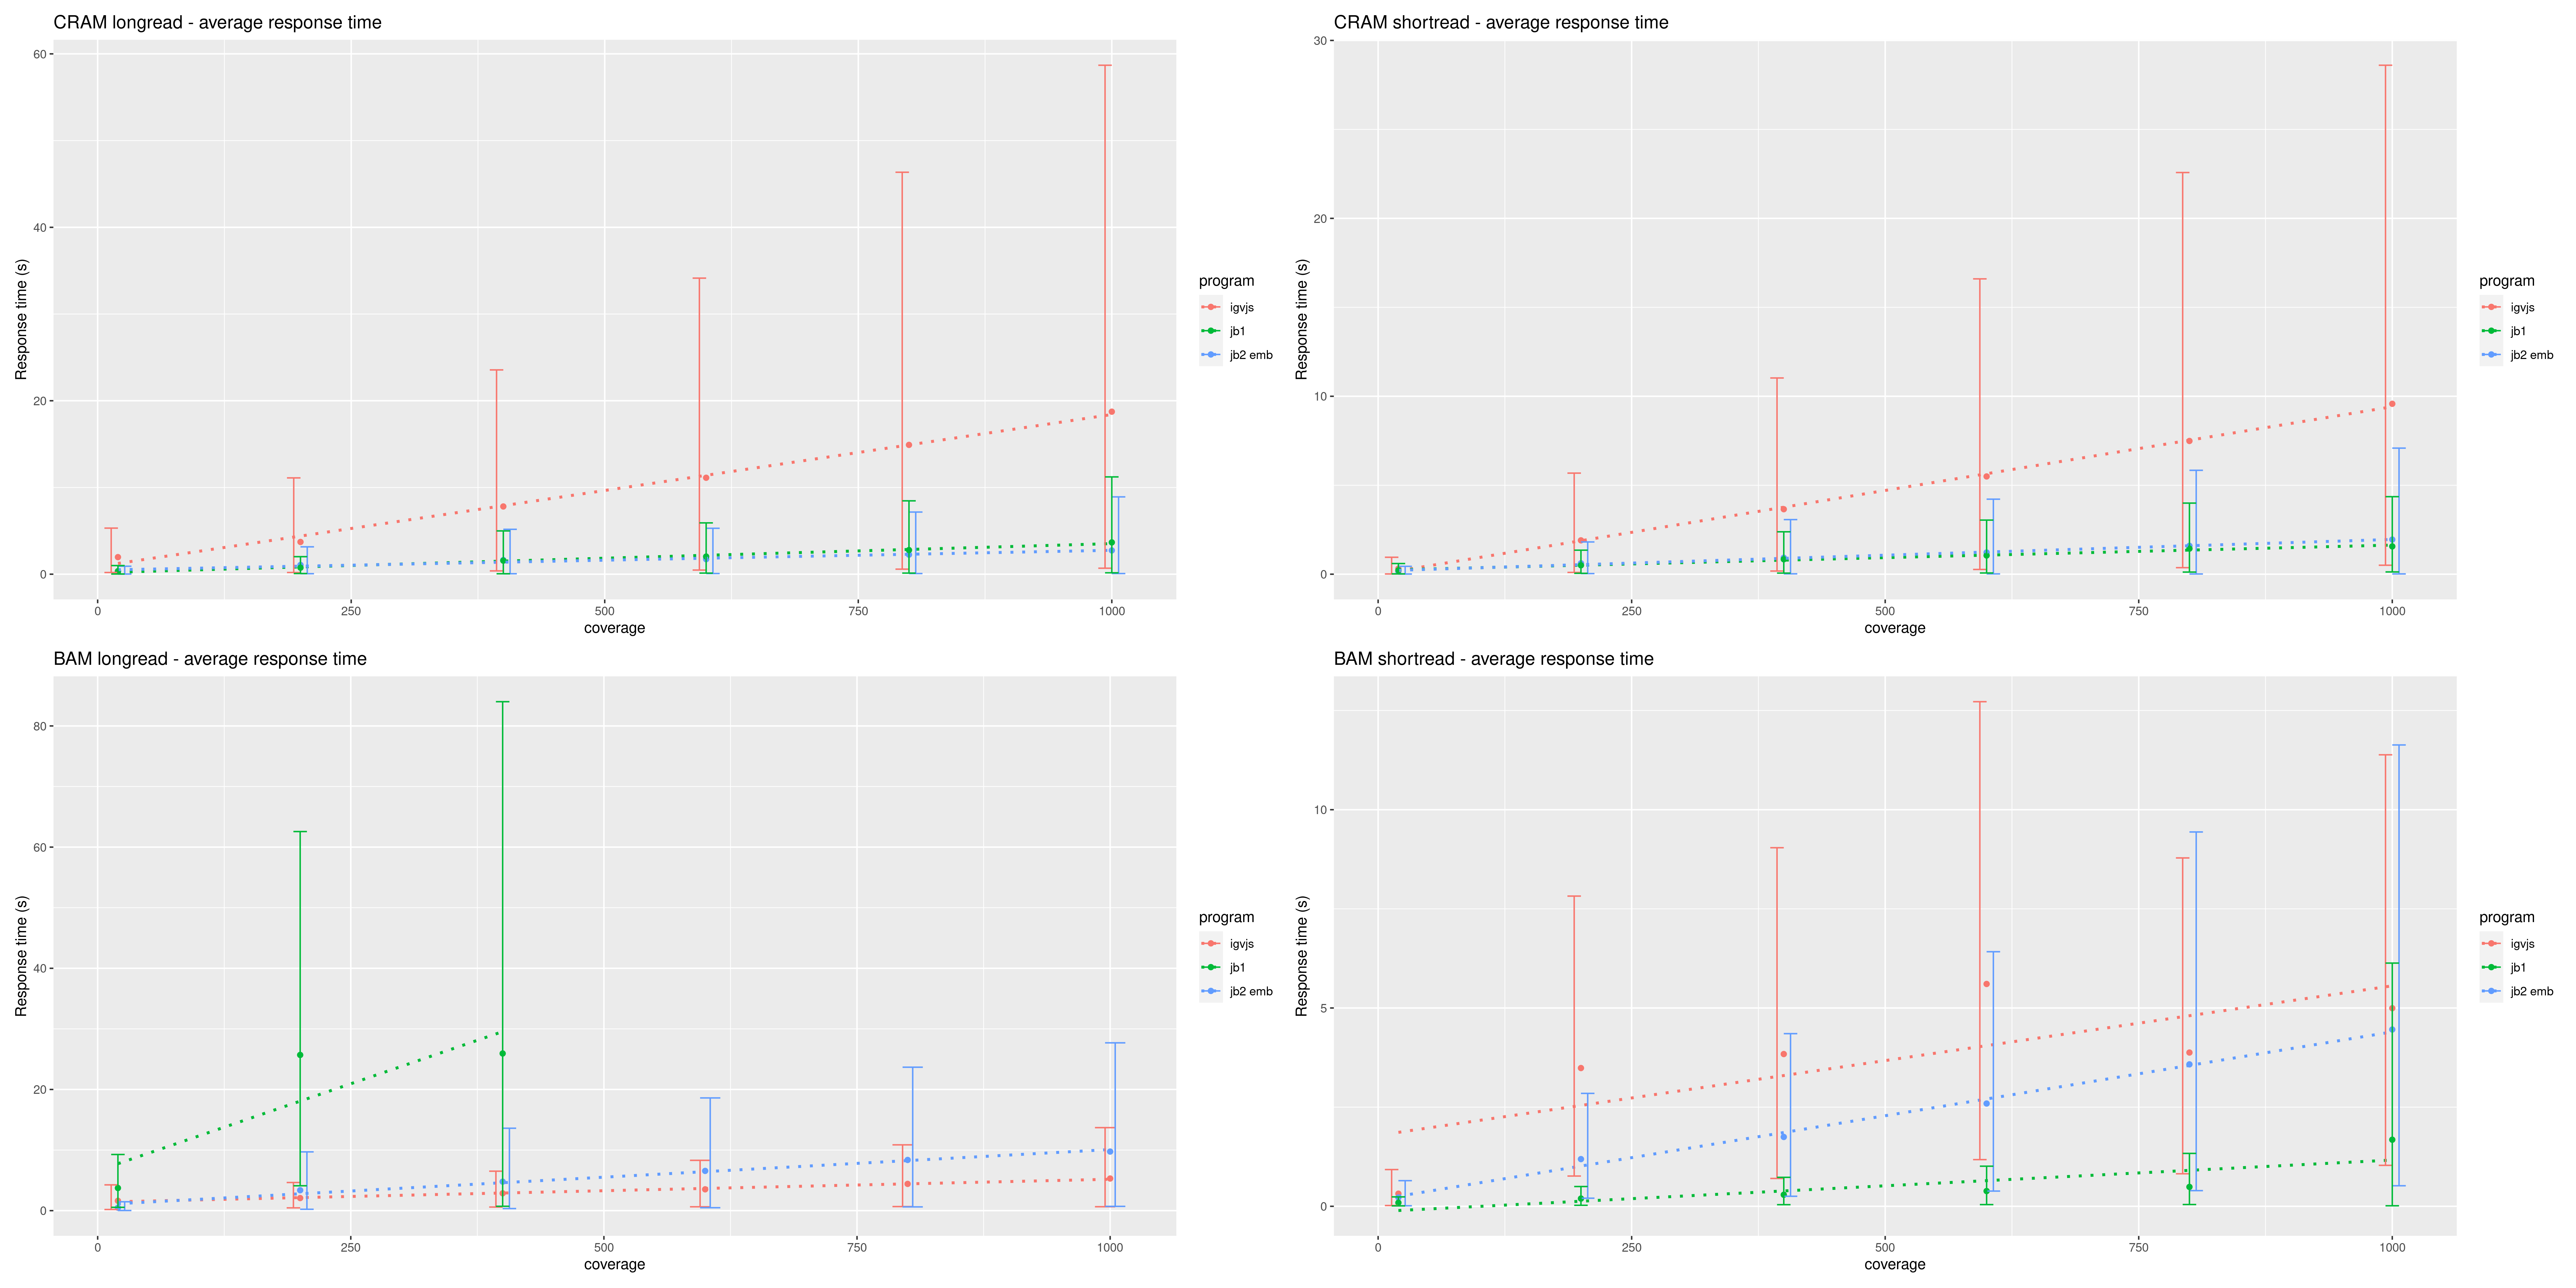 CRAM longread - average response time
Response time (s)
60
40
20
0
0 250 500 750 1000
coverage
program
igvjs
jb1
jb2 emb
CRAM shortread - average response time
Response time (s)
30
20
10
0
0 250 500 750 1000
coverage
program
igvjs
jb1
jb2 emb
BAM longread - average response time
Response time (s)
80
60
40
20
0
0 250 500 750 1000
coverage
program
igvjs
jb1
jb2 emb
BAM shortread - average response time
Response time (s)
10
5
0
0 250 500 750 1000
coverage
program
igvjs
jb1
jb2 emb